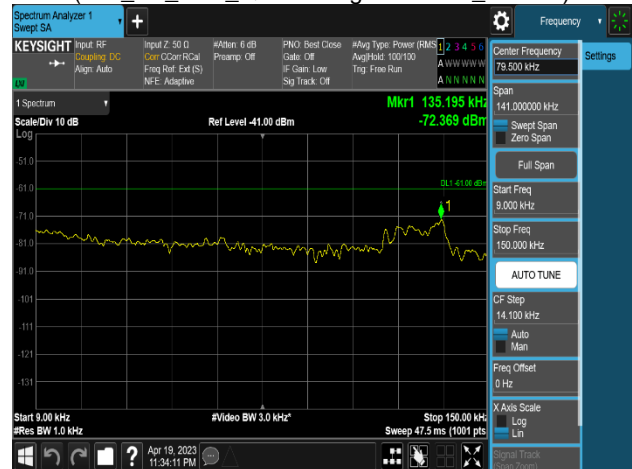 Spectrum Analyzer 1
Swept SA
Frequency
KEYSIGHT
Input: RF
Coupling: DC
Align: Auto
Input Z: 50 Ω
Corr CCorr RCal
Freq Ref: Ext (S)
NFE: Adaptive
#Atten: 6 dB
Preamp: Off
PNO: Best Close
Gate: Off
IF Gain: Low
Sig Track: Off
#Avg Type: Power (RMS
Avg|Hold: 100/100
Trig: Free Run
1 2 3 4 5 6
A W W W W W
A N N N N N
Center Frequency
79.500 kHz
Settings
LXI
1 Spectrum
Mkr1 135.195 kHz
Scale/Div 10 dB
Ref Level -41.00 dBm
-72.369 dBm
Log
-51.0
-61.0
-71.0
-81.0
-91.0
-101
-111
-121
-131
DL1 -61.00 dBm
1
Span
141.000000 kHz
Swept Span
Zero Span
Full Span
Start Freq
9.000 kHz
Stop Freq
150.000 kHz
AUTO TUNE
CF Step
14.100 kHz
Auto
Man
Freq Offset
0 Hz
X Axis Scale
Log
Lin
Signal Track
(Span Zoom)
Start 9.00 kHz
#Video BW 3.0 kHz*
Stop 150.00 kHz
#Res BW 1.0 kHz
Sweep 47.5 ms (1001 pts
?
Apr 19, 2023
11:34:11 PM